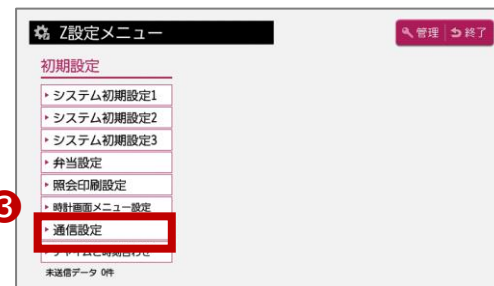 Z設定メニュー
管理 終了
初期設定
システム初期設定1
システム初期設定2
システム初期設定3
弁当設定
照会印刷設定
時計画面メニュー設定
3
通信設定
未送信データ 0件